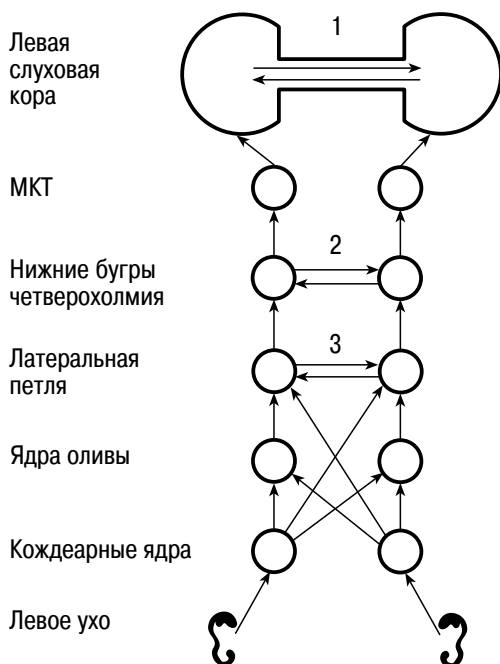 1
Левая
слуховая
кора
МКТ
2
Нижние бугры
четверохолмия
3
Латеральная
петля
Ядра оливы
Кождеарные ядра
Левое ухо